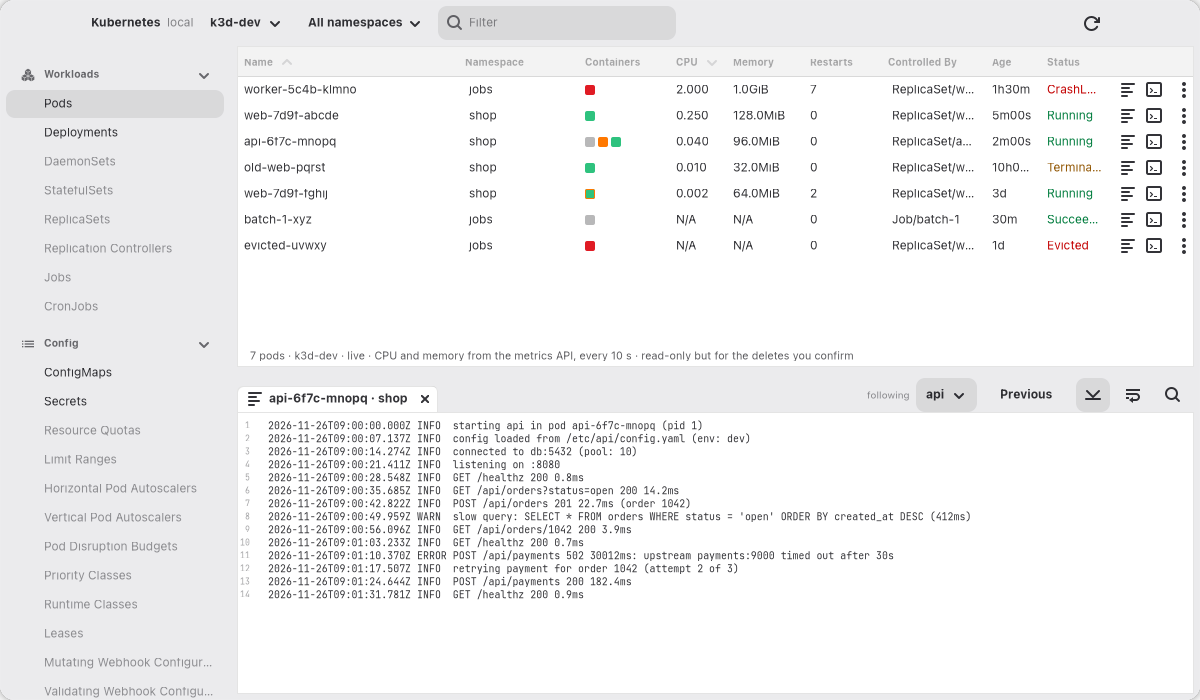 Kubernetes local k3d-dev All namespaces Filter
Workloads
Pods
Deployments
DaemonSets
StatefulSets
ReplicaSets
Replication Controllers
Jobs
CronJobs
Config
ConfigMaps
Secrets
Resource Quotas
Limit Ranges
Horizontal Pod Autoscalers
Vertical Pod Autoscalers
Pod Disruption Budgets
Priority Classes
Runtime Classes
Leases
Mutating Webhook Configur...
Validating Webhook Configu...
Name Namespace Containers CPU Memory Restarts Controlled By Age Status
worker-5c4b-klmno jobs 2.000 1.0GiB 7 ReplicaSet/w... 1h30m CrashL...
web-7d9f-abcde shop 0.250 128.0MiB 0 ReplicaSet/w... 5m00s Running
api-6f7c-mnopq shop 0.040 96.0MiB 0 ReplicaSet/a... 2m00s Running
old-web-pqrst shop 0.010 32.0MiB 0 ReplicaSet/w... 10h0... Termina...
web-7d9f-fghij shop 0.002 64.0MiB 2 ReplicaSet/w... 3d Running
batch-1-xyz jobs N/A N/A 0 Job/batch-1 30m Succee...
evicted-uvwxy jobs N/A N/A 0 ReplicaSet/w... 1d Evicted
7 pods · k3d-dev · live · CPU and memory from the metrics API, every 10 s · read-only but for the deletes you confirm
api-6f7c-mnopq · shop following api Previous
1 2026-11-26T09:00:00.000Z INFO starting api in pod api-6f7c-mnopq (pid 1)
2 2026-11-26T09:00:07.137Z INFO config loaded from /etc/api/config.yaml (env: dev)
3 2026-11-26T09:00:14.274Z INFO connected to db:5432 (pool: 10)
4 2026-11-26T09:00:21.411Z INFO listening on :8080
5 2026-11-26T09:00:28.548Z INFO GET /healthz 200 0.8ms
6 2026-11-26T09:00:35.685Z INFO GET /api/orders?status=open 200 14.2ms
7 2026-11-26T09:00:42.822Z INFO POST /api/orders 201 22.7ms (order 1042)
8 2026-11-26T09:00:49.959Z WARN slow query: SELECT * FROM orders WHERE status = 'open' ORDER BY created_at DESC (412ms)
9 2026-11-26T09:00:56.096Z INFO GET /api/orders/1042 200 3.9ms
10 2026-11-26T09:01:03.233Z INFO GET /healthz 200 0.7ms
11 2026-11-26T09:01:10.370Z ERROR POST /api/payments 502 30012ms: upstream payments:9000 timed out after 30s
12 2026-11-26T09:01:17.507Z INFO retrying payment for order 1042 (attempt 2 of 3)
13 2026-11-26T09:01:24.644Z INFO POST /api/payments 200 182.4ms
14 2026-11-26T09:01:31.781Z INFO GET /healthz 200 0.9ms